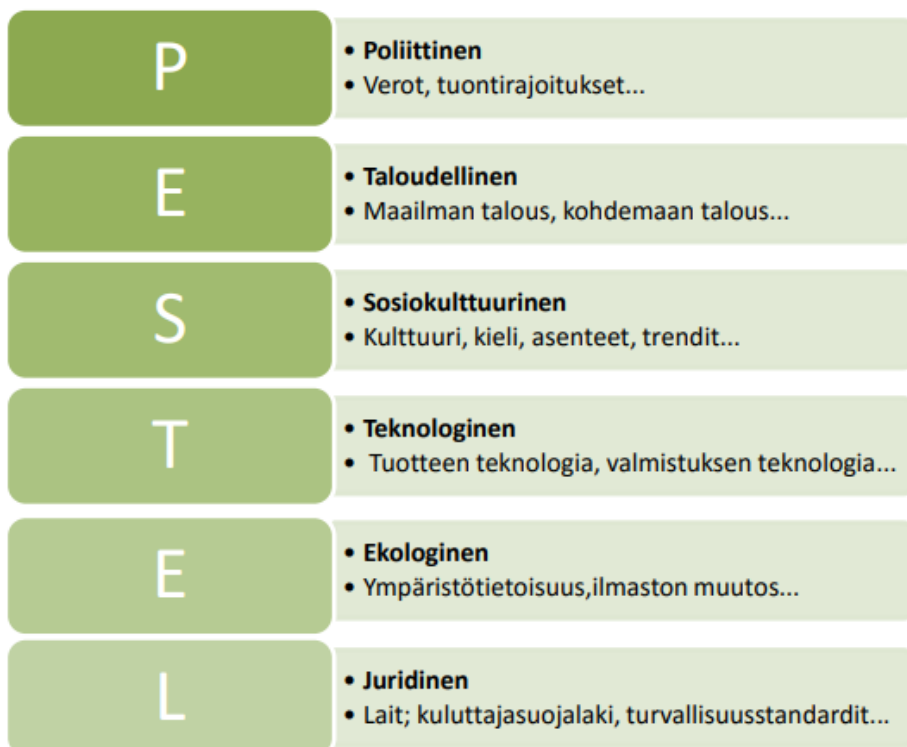 P
• Poliittinen
• Verot, tuontirajoitukset...
E
• Taloudellinen
• Maailman talous, kohdemaan talous...
S
• Sosiokulttuurinen
• Kulttuuri, kieli, asenteet, trendit...
T
• Teknologinen
• Tuotteen teknologia, valmistuksen teknologia...
E
• Ekologinen
• Ympäristötietoisuus,ilmaston muutos...
L
• Juridinen
• Lait; kuluttajasuojalaki, turvallisuusstandardit...